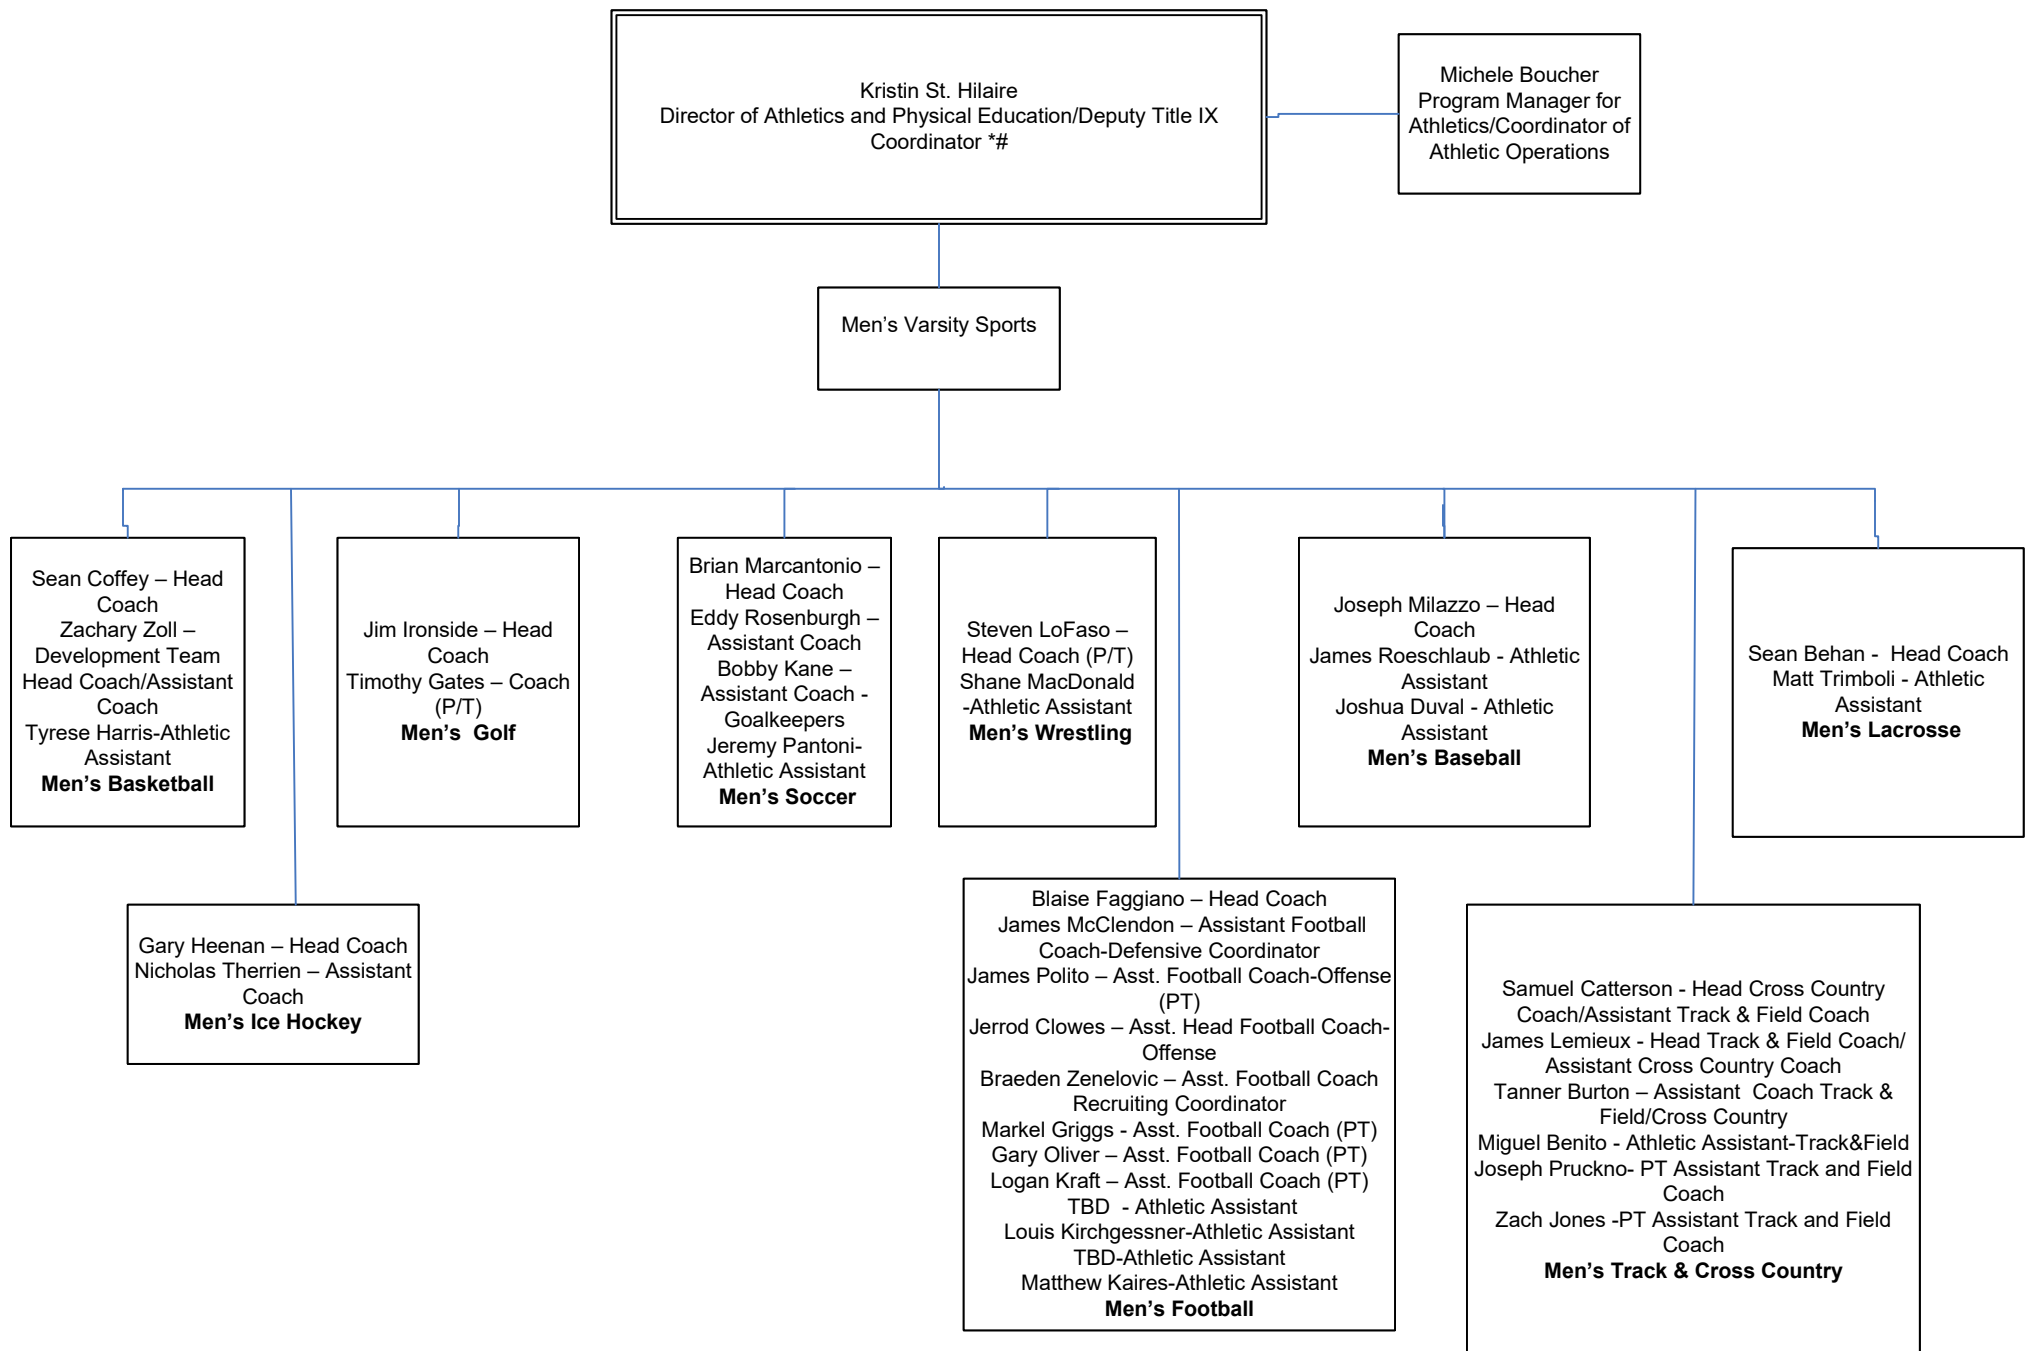 Kristin St. Hilaire
Director of Athletics and Physical Education/Deputy Title IX
Coordinator *#
Michele Boucher
Program Manager for
Athletics/Coordinator of
Athletic Operations
Men’s Varsity Sports
Sean Coffey – Head
Coach
Zachary Zoll –
Development Team
Head Coach/Assistant
Coach
Tyrese Harris-Athletic
Assistant
Men’s Basketball
Jim Ironside – Head
Coach
Timothy Gates – Coach
(P/T)
Men’s  Golf
Brian Marcantonio –
Head Coach
Eddy Rosenburgh –
Assistant Coach
Bobby Kane –
Assistant Coach -
Goalkeepers
Jeremy Pantoni-
Athletic Assistant
Men’s Soccer
Steven LoFaso –
Head Coach (P/T)
Shane MacDonald
-Athletic Assistant
Men’s Wrestling
Joseph Milazzo – Head
Coach
James Roeschlaub - Athletic
Assistant
Joshua Duval - Athletic
Assistant
Men’s Baseball
Sean Behan -  Head Coach
Matt Trimboli - Athletic
Assistant
Men’s Lacrosse
Gary Heenan – Head Coach
Nicholas Therrien – Assistant
Coach
Men’s Ice Hockey
Blaise Faggiano – Head Coach
James McClendon – Assistant Football
Coach-Defensive Coordinator
James Polito – Asst. Football Coach-Offense
(PT)
Jerrod Clowes – Asst. Head Football Coach-
Offense
Braeden Zenelovic – Asst. Football Coach
Recruiting Coordinator
Markel Griggs - Asst. Football Coach (PT)
Gary Oliver – Asst. Football Coach (PT)
Logan Kraft – Asst. Football Coach (PT)
TBD  - Athletic Assistant
Louis Kirchgessner-Athletic Assistant
TBD-Athletic Assistant
Matthew Kaires-Athletic Assistant
Men’s Football
Samuel Catterson - Head Cross Country
Coach/Assistant Track & Field Coach
James Lemieux - Head Track & Field Coach/
Assistant Cross Country Coach
Tanner Burton – Assistant  Coach Track &
Field/Cross Country
Miguel Benito - Athletic Assistant-Track&Field
Joseph Pruckno- PT Assistant Track and Field
Coach
Zach Jones -PT Assistant Track and Field
Coach
Men’s Track & Cross Country